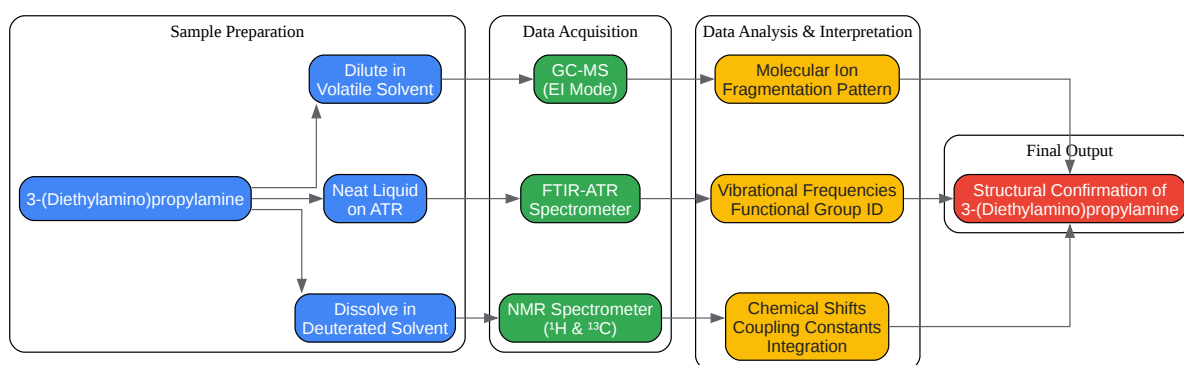 Sample Preparation
Data Acquisition
Data Analysis & Interpretation
Dilute in
Volatile Solvent
GC-MS
(EI Mode)
Molecular Ion
Fragmentation Pattern
Final Output
3-(Diethylamino)propylamine
Neat Liquid
on ATR
FTIR-ATR
Spectrometer
Vibrational Frequencies
Functional Group ID
Structural Confirmation of
3-(Diethylamino)propylamine
Dissolve in
Deuterated Solvent
NMR Spectrometer
(¹H & ¹³C)
Chemical Shifts
Coupling Constants
Integration